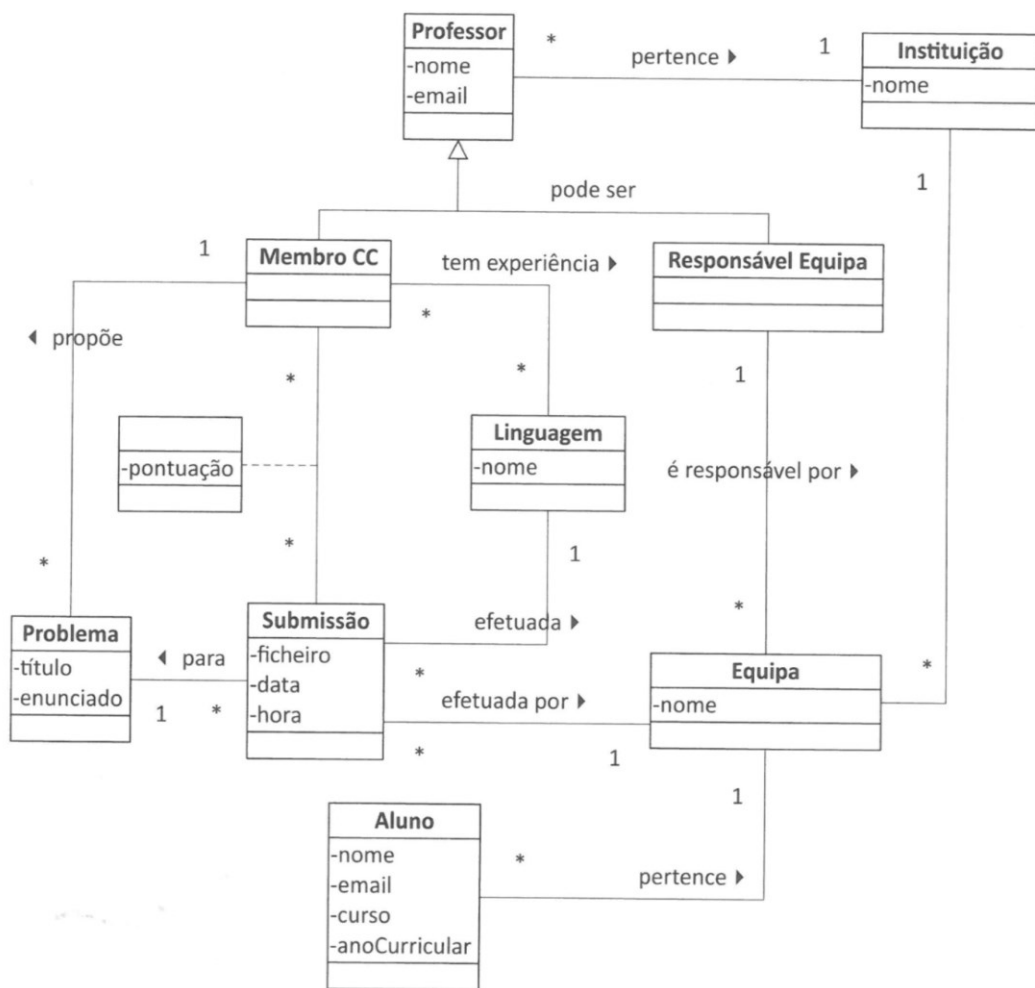 Professor
-nome
-email
* pertence ▶ 1
Instituição
-nome
1
pode ser
1
Membro CC
tem experiência ▶
Responsável Equipa
◀ propõe
*
*
*
1
-pontuação
Linguagem
-nome
é responsável por ▶
*
*
1
*
*
Problema
-título
-enunciado
◀ para
1 *
Submissão
-ficheiro
-data
-hora
efetuada ▶
*
efetuada por ▶
*
1
Equipa
-nome
1
Aluno
-nome
-email
-curso
-anoCurricular
*
pertence ▶